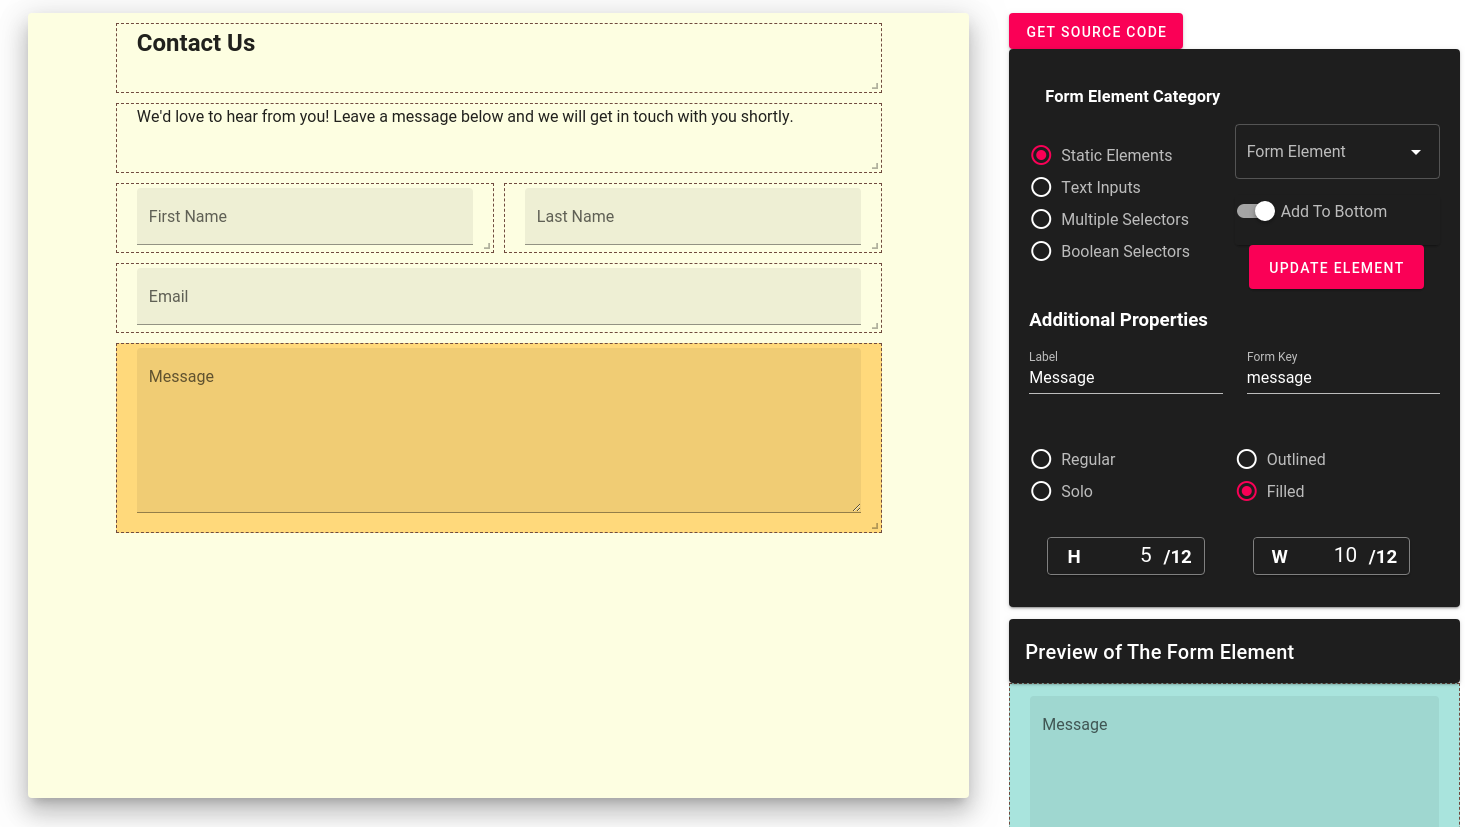 Contact Us
We'd love to hear from you! Leave a message below and we will get in touch with you shortly.
First Name
Last Name
Email
Message
GET SOURCE CODE
Form Element Category
Static Elements
Text Inputs
Multiple Selectors
Boolean Selectors
Form Element
Add To Bottom
UPDATE ELEMENT
Additional Properties
Label
Message
Form Key
message
Regular
Outlined
Solo
Filled
H 5 /12
W 10 /12
Preview of The Form Element
Message